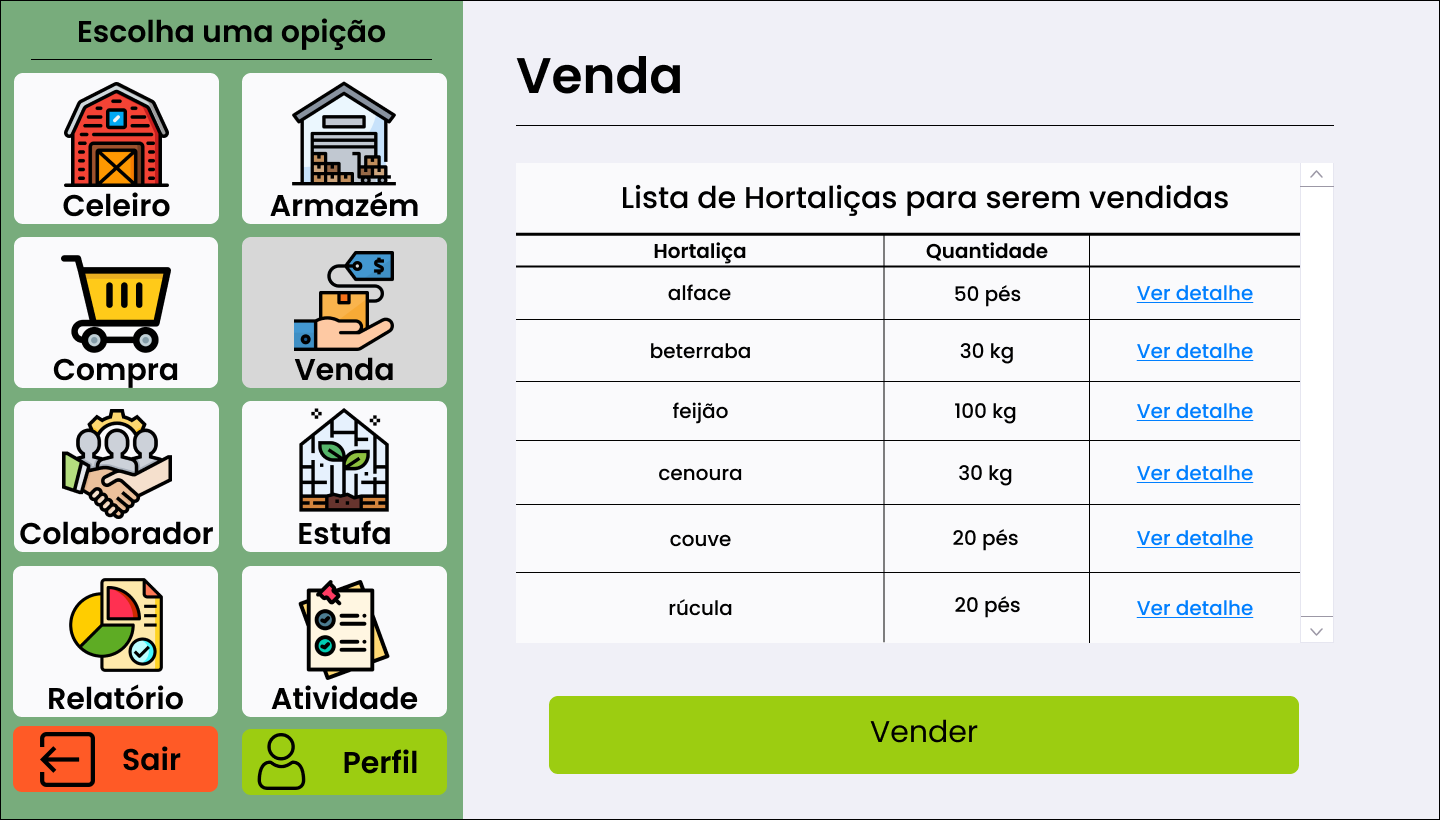 Escolha uma opição
Celeiro
Armazém
Compra
Venda
Colaborador
Estufa
Relatório
Atividade
Sair
Perfil
Venda
Lista de Hortaliças para serem vendidas
Hortaliça Quantidade
alface 50 pés Ver detalhe
beterraba 30 kg Ver detalhe
feijão 100 kg Ver detalhe
cenoura 30 kg Ver detalhe
couve 20 pés Ver detalhe
rúcula 20 pés Ver detalhe
Vender